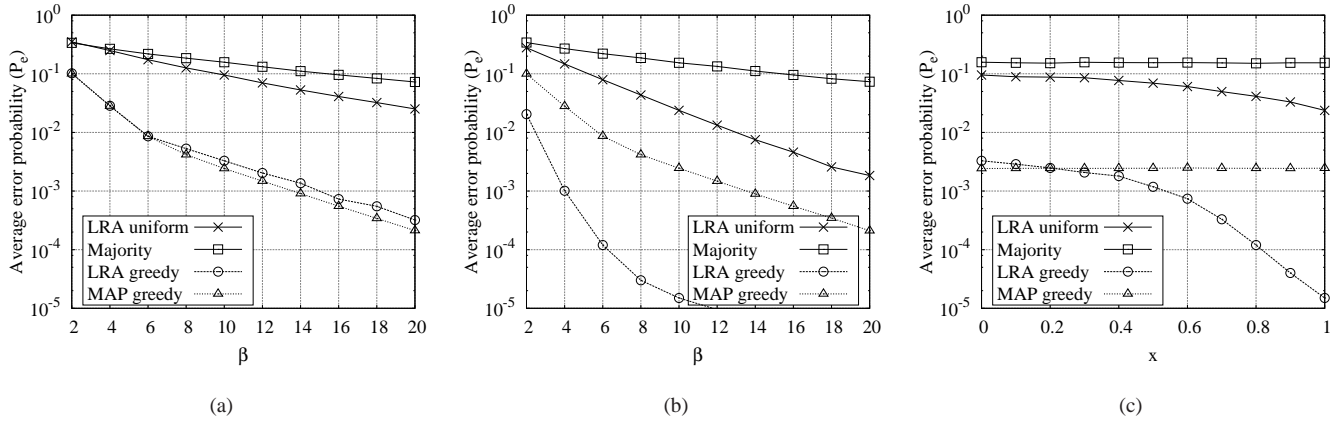 Average error probability (Pe)
10^0
10^-1
10^-2
10^-3
10^-4
10^-5
LRA uniform
Majority
LRA greedy
MAP greedy
2 4 6 8 10 12 14 16 18 20
β
(a)
Average error probability (Pe)
10^0
10^-1
10^-2
10^-3
10^-4
10^-5
LRA uniform
Majority
LRA greedy
MAP greedy
2 4 6 8 10 12 14 16 18 20
β
(b)
Average error probability (Pe)
10^0
10^-1
10^-2
10^-3
10^-4
10^-5
LRA uniform
Majority
LRA greedy
MAP greedy
0 0.2 0.4 0.6 0.8 1
x
(c)